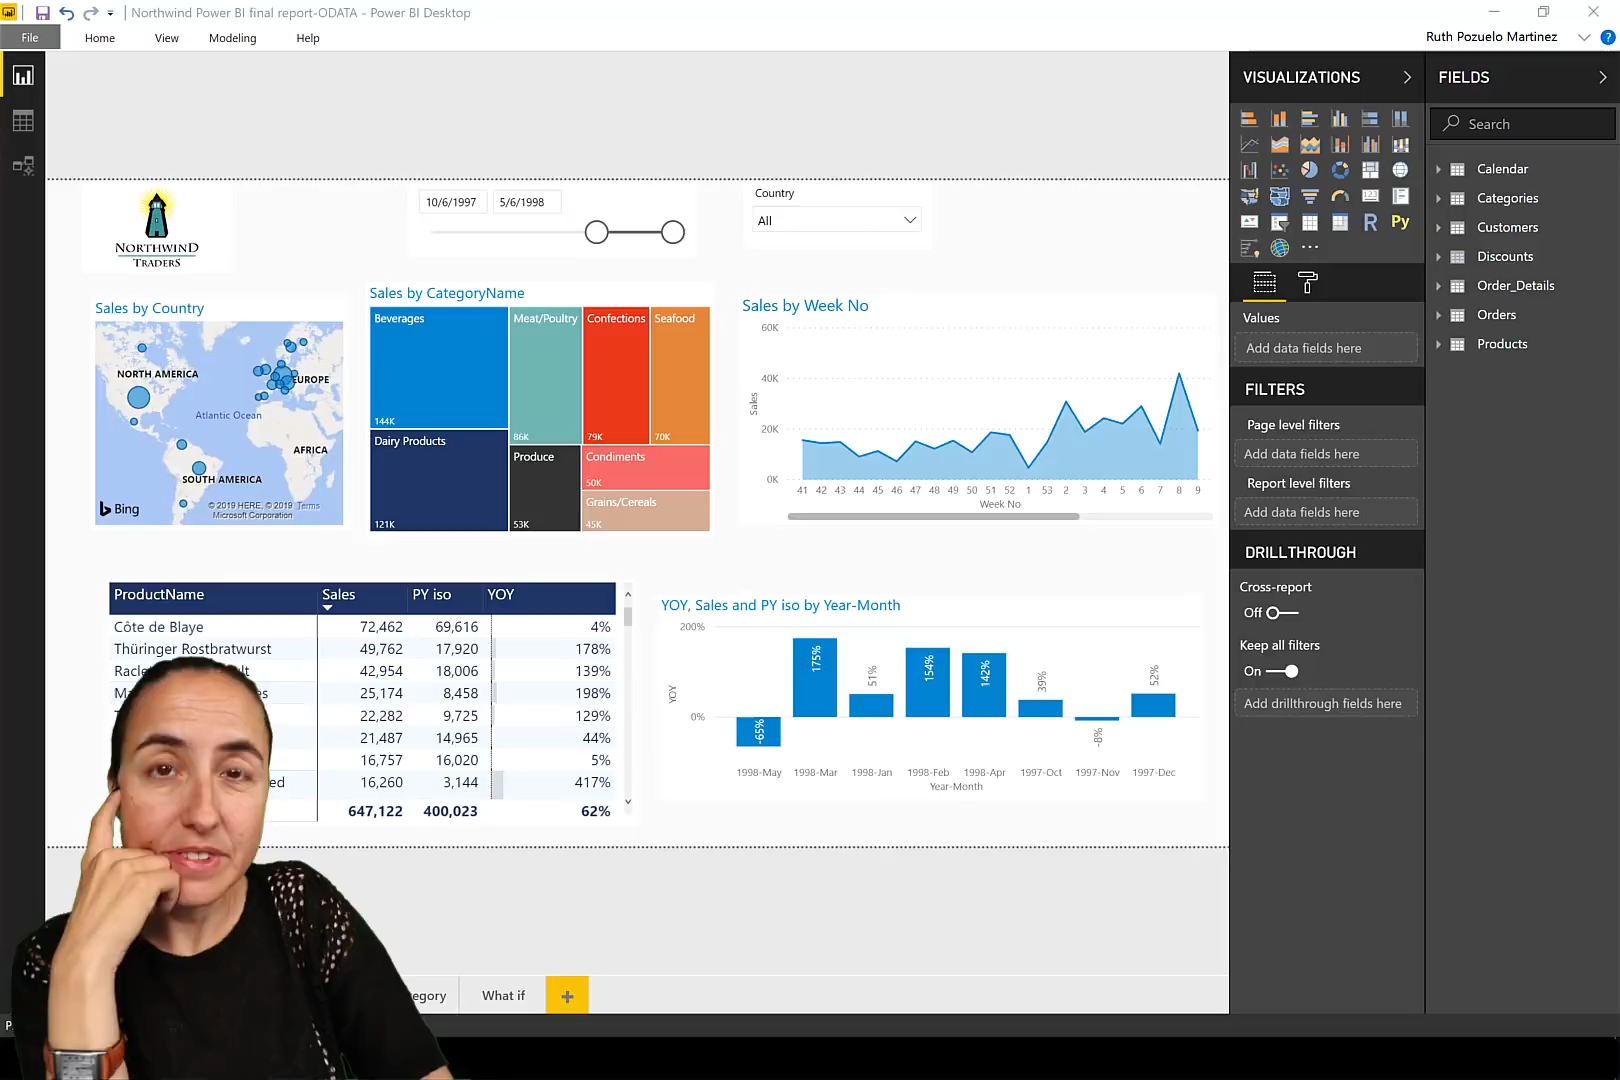 Northwind Power BI final report-ODATA - Power BI Desktop
File Home View Modeling Help
Ruth Pozuelo Martinez
?
NORTHWIND
TRADERS
10/6/1997 5/6/1998
Country
All
Sales by Country
NORTH AMERICA
EUROPE
Atlantic Ocean
AFRICA
SOUTH AMERICA
Bing
© 2019 HERE, © 2019 Terms
Microsoft Corporation
Sales by CategoryName
Beverages
144K
Dairy Products
121K
Meat/Poultry
86K
Produce
53K
Confections
79K
Seafood
70K
Condiments
50K
Grains/Cereals
45K
Sales by Week No
60K
40K
20K
0K
Sales
41 42 43 44 45 46 47 48 49 50 51 52 1 53 2 3 4 5 6 7 8 9
Week No
ProductName Sales PY iso YOY
Côte de Blaye 72,462 69,616 4%
Thüringer Rostbratwurst 49,762 17,920 178%
42,954 18,006 139%
25,174 8,458 198%
22,282 9,725 129%
21,487 14,965 44%
16,757 16,020 5%
16,260 3,144 417%
647,122 400,023 62%
YOY, Sales and PY iso by Year-Month
200%
0%
YOY
-65% 175% 51% 154% 142% 39% -8% 52%
1998-May 1998-Mar 1998-Jan 1998-Feb 1998-Apr 1997-Oct 1997-Nov 1997-Dec
Year-Month
What if
+
VISUALIZATIONS
R Py
Values
Add data fields here
FILTERS
Page level filters
Add data fields here
Report level filters
Add data fields here
DRILLTHROUGH
Cross-report
Off
Keep all filters
On
Add drillthrough fields here
FIELDS
Search
Calendar
Categories
Customers
Discounts
Order_Details
Orders
Products